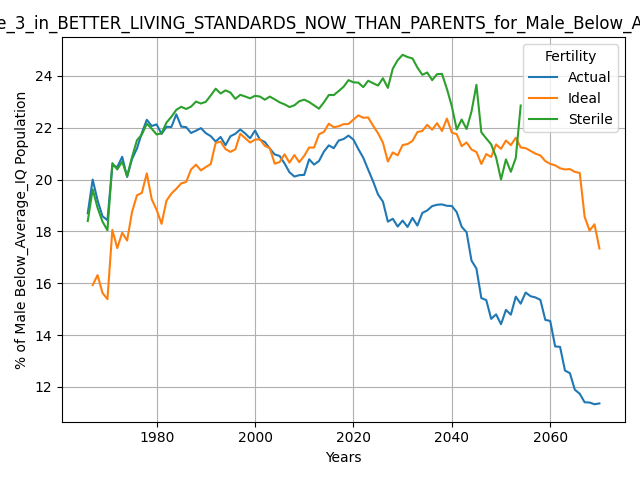 e_3_in_BETTER_LIVING_STANDARDS_NOW_THAN_PARENTS_for_Male_Below_A
Fertility
Actual
Ideal
Sterile
% of Male Below_Average_IQ Population
24
22
20
18
16
14
12
1980
2000
2020
2040
2060
Years